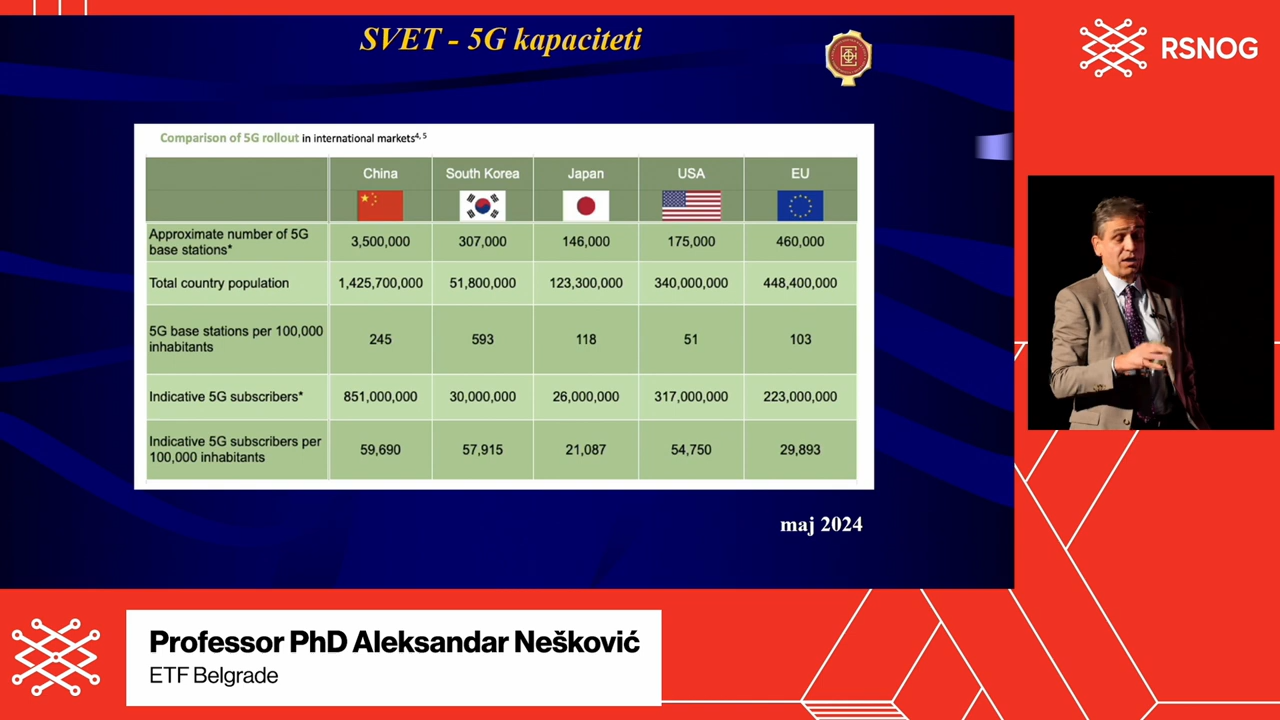 SVET - 5G kapaciteti
RSNOG
Comparison of 5G rollout in international markets4, 5
China South Korea Japan USA EU
Approximate number of 5G
base stations* 3,500,000 307,000 146,000 175,000 460,000
Total country population 1,425,700,000 51,800,000 123,300,000 340,000,000 448,400,000
5G base stations per 100,000
inhabitants 245 593 118 51 103
Indicative 5G subscribers* 851,000,000 30,000,000 26,000,000 317,000,000 223,000,000
Indicative 5G subscribers per
100,000 inhabitants 59,690 57,915 21,087 54,750 29,893
maj 2024
Professor PhD Aleksandar Nešković
ETF Belgrade